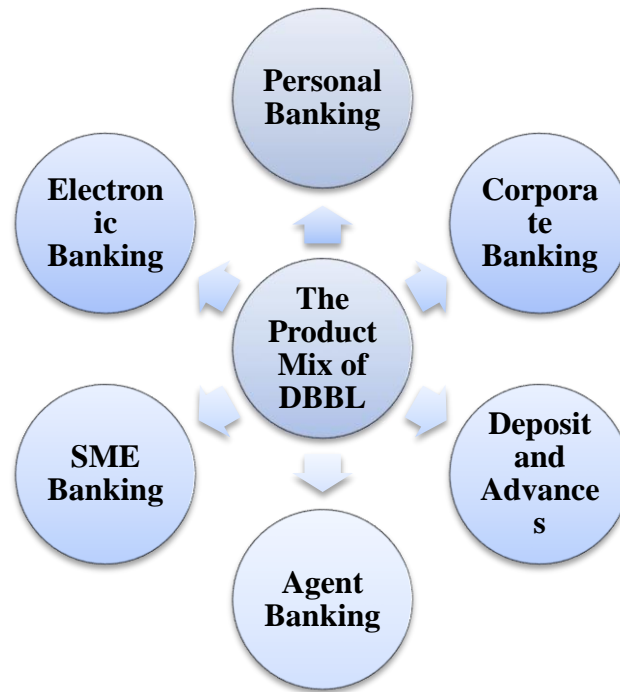 Personal
Banking
Electron
ic
Banking
Corpora
te
Banking
The
Product
Mix of
DBBL
SME
Banking
Deposit
and
Advance
s
Agent
Banking